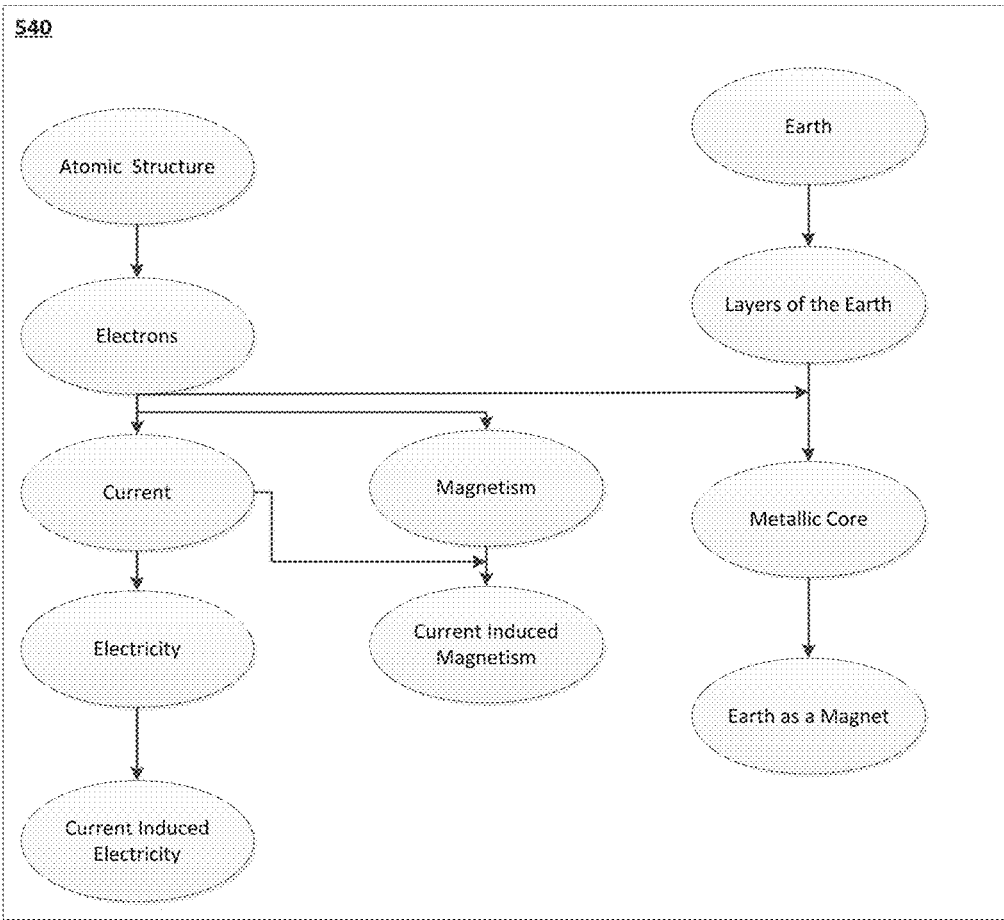 540
Earth
Atomic Structure
Layers of the Earth
Electrons
Current
Magnetism
Metallic Core
Electricity
Current Induced
Magnetism
Earth as a Magnet
Current Induced
Electricity